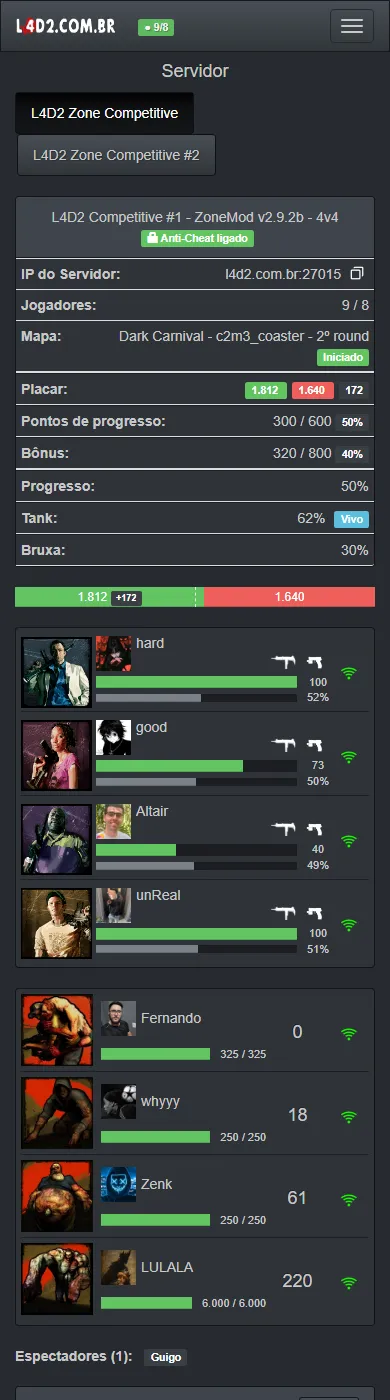 L4D2.COM.BR
● 9/8
Servidor
L4D2 Zone Competitive
L4D2 Zone Competitive #2
L4D2 Competitive #1 - ZoneMod v2.9.2b - 4v4
Anti-Cheat ligado
IP do Servidor: l4d2.com.br:27015
Jogadores: 9 / 8
Mapa: Dark Carnival - c2m3_coaster - 2º round
Iniciado
Placar: 1.812 1.640 172
Pontos de progresso: 300 / 600 50%
Bônus: 320 / 800 40%
Progresso: 50%
Tank: 62% Vivo
Bruxa: 30%
1.812 +172 1.640
hard
100
52%
good
73
50%
Altair
40
49%
unReal
100
51%
Fernando
0
325 / 325
whyyy
18
250 / 250
Zenk
61
250 / 250
LULALA
220
6.000 / 6.000
Espectadores (1): Guigo